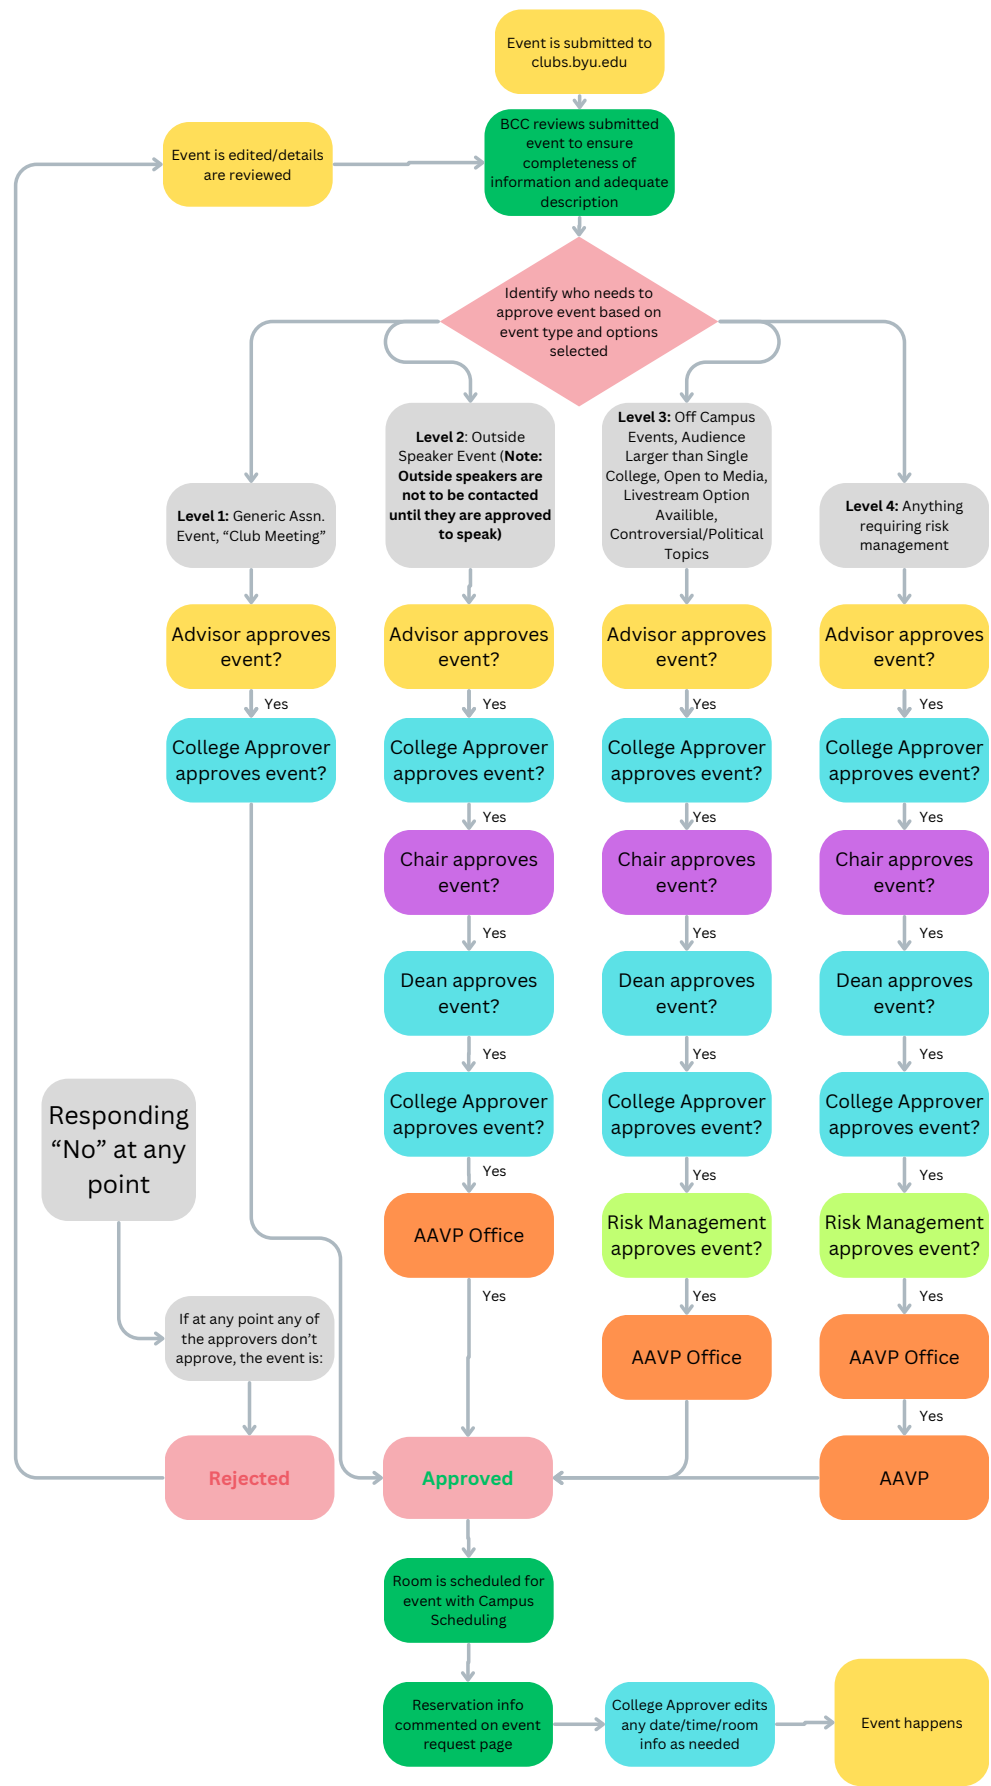 Event is submitted to
clubs.byu.edu
Event is edited/details
are reviewed
BCC reviews submitted
event to ensure
completeness of
information and adequate
description
Identify who needs to
approve event based on
event type and options
selected
Level 1: Generic Assn.
Event, “Club Meeting”
Level 2: Outside
Speaker Event (Note:
Outside speakers are
not to be contacted
until they are approved
to speak)
Level 3: Off Campus
Events, Audience
Larger than Single
College, Open to Media,
Livestream Option
Availible,
Controversial/Political
Topics
Level 4: Anything
requiring risk
management
Advisor approves
event?
Advisor approves
event?
Advisor approves
event?
Advisor approves
event?
Yes
Yes
Yes
Yes
College Approver
approves event?
College Approver
approves event?
College Approver
approves event?
College Approver
approves event?
Yes
Yes
Yes
Chair approves
event?
Chair approves
event?
Chair approves
event?
Yes
Yes
Yes
Dean approves
event?
Dean approves
event?
Dean approves
event?
Yes
Yes
Yes
College Approver
approves event?
College Approver
approves event?
College Approver
approves event?
Responding
“No” at any
point
Yes
Yes
Yes
AAVP Office
Risk Management
approves event?
Risk Management
approves event?
Yes
Yes
Yes
If at any point any of
the approvers don’t
approve, the event is:
AAVP Office
AAVP Office
Yes
Rejected
Approved
AAVP
Room is scheduled for
event with Campus
Scheduling
Reservation info
commented on event
request page
College Approver edits
any date/time/room
info as needed
Event happens